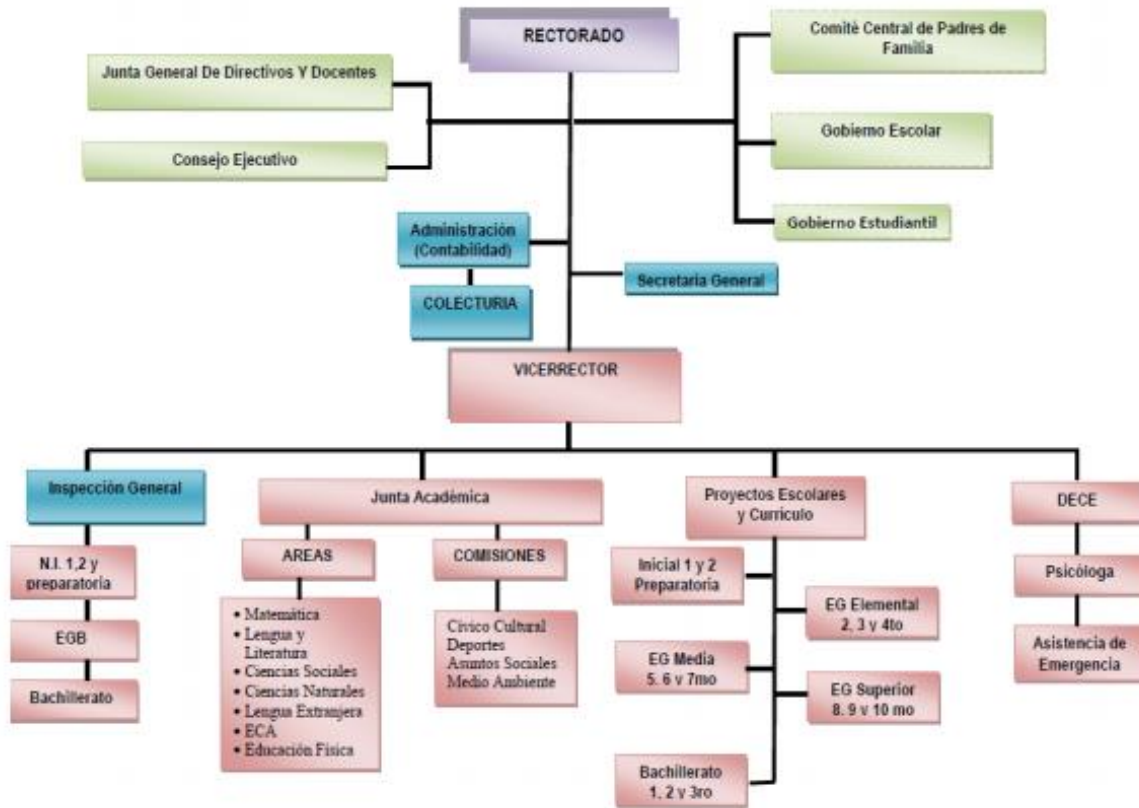 RECTORADO
Comité Central de Padres de
Familia
Junta General De Directivos Y Docentes
Gobierno Escolar
Consejo Ejecutivo
Gobierno Estudiantil
Administración
(Contabilidad)
Secretaria General
COLECTURIA
VICERRECTOR
Inspección General
Junta Académica
Proyectos Escolares
y Currículo
DECE
N.I. 1,2 y
preparatoria
EGB
Bachillerato
AREAS
• Matemática
• Lengua y
Literatura
• Ciencias Sociales
• Ciencias Naturales
• Lengua Extranjera
• ECA
• Educación Física
COMISIONES
Cívico Cultural
Deportes
Asuntos Sociales
Medio Ambiente
Inicial 1 y 2
Preparatoria
EG Elemental
2, 3 y 4to
EG Media
5. 6 y 7mo
EG Superior
8. 9 y 10 mo
Bachillerato
1, 2 y 3ro
Psicóloga
Asistencia de
Emergencia